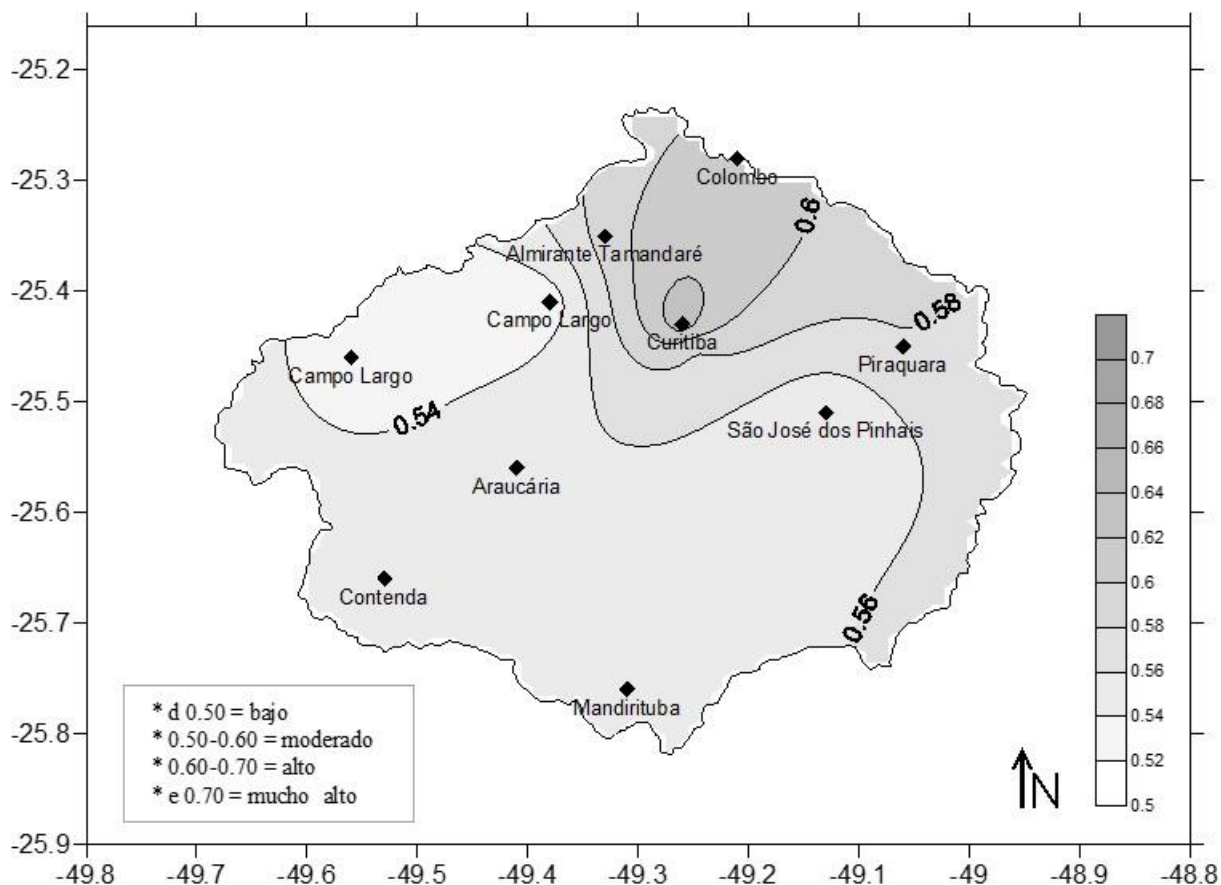 -25.2
-25.3
-25.4
-25.5
-25.6
-25.7
-25.8
-25.9
-49.8 -49.7 -49.6 -49.5 -49.4 -49.3 -49.2 -49.1 -49 -48.9 -48.8
Colombo
0.6
Almirante Tamandaré
Campo Largo
Curitiba
0.58
Piraquara
Campo Largo
0.54
São José dos Pinhais
Araucária
Contenda
0.56
Mandirituba
0.7
0.68
0.66
0.64
0.62
0.6
0.58
0.56
0.54
0.52
0.5
* d 0.50 = bajo
* 0.50-0.60 = moderado
* 0.60-0.70 = alto
* e 0.70 = mucho alto
N